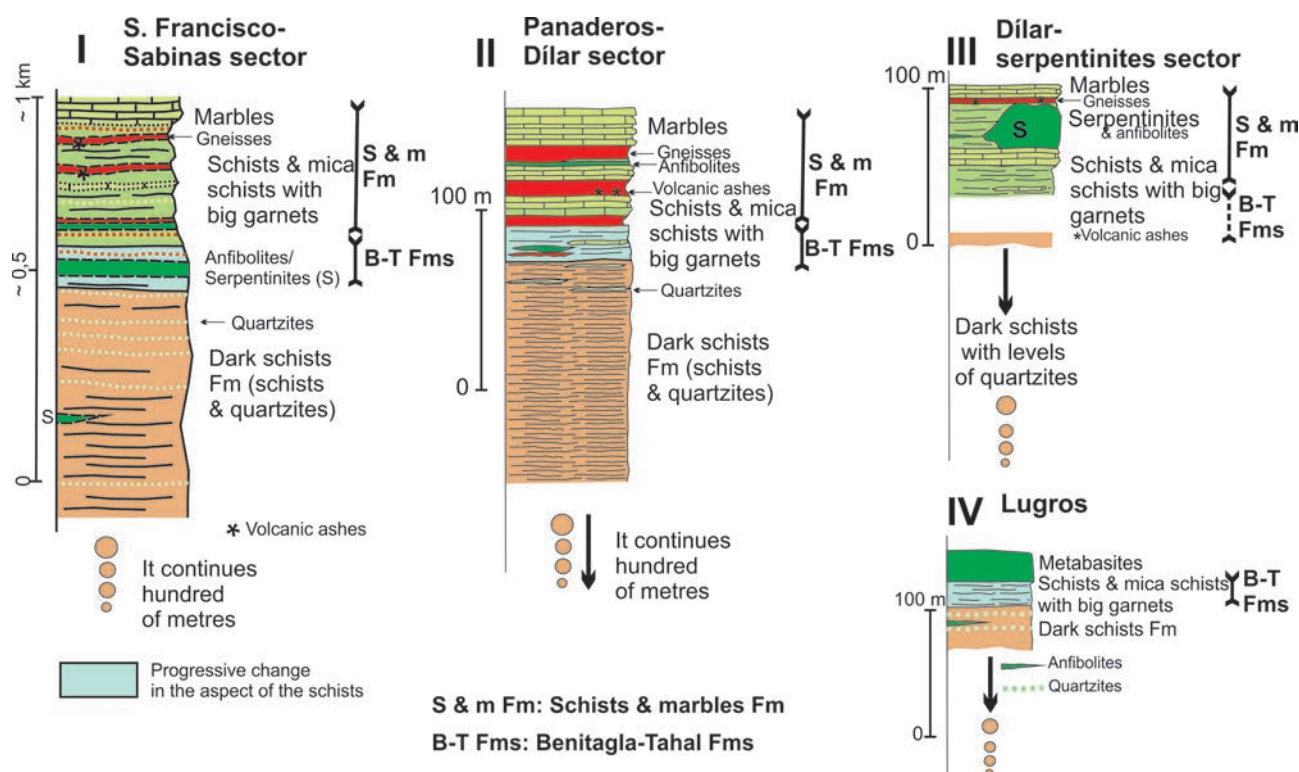 I
S. Francisco-
Sabinas sector
~ 1 km
~ 0,5
0
Marbles
Gneisses
Schists & mica
schists with
big garnets
Anfibolites/
Serpentinites (S)
Quartzites
Dark schists
Fm (schists
& quartzites)
S
S & m
Fm
B-T Fms
* Volcanic ashes
It continues
hundred
of metres
Progressive change
in the aspect of the schists
II
Panaderos-
Dílar sector
100 m
0
Marbles
Gneisses
Anfibolites
Volcanic ashes
Schists & mica
schists with
big garnets
Quartzites
Dark schists
Fm (schists
& quartzites)
S & m
Fm
B-T Fms
It continues
hundred
of metres
S & m Fm: Schists & marbles Fm
B-T Fms: Benitagla-Tahal Fms
III
Dílar-
serpentinites sector
100 m
0
Marbles
Gneisses
Serpentinites
& anfibolites
S
Schists & mica
schists with big
garnets
*Volcanic ashes
S & m
Fm
B-T
Fms
Dark schists
with levels
of quartzites
IV
Lugros
100 m
0
Metabasites
Schists & mica schists
with big garnets
Dark schists Fm
B-T
Fms
Anfibolites
Quartzites